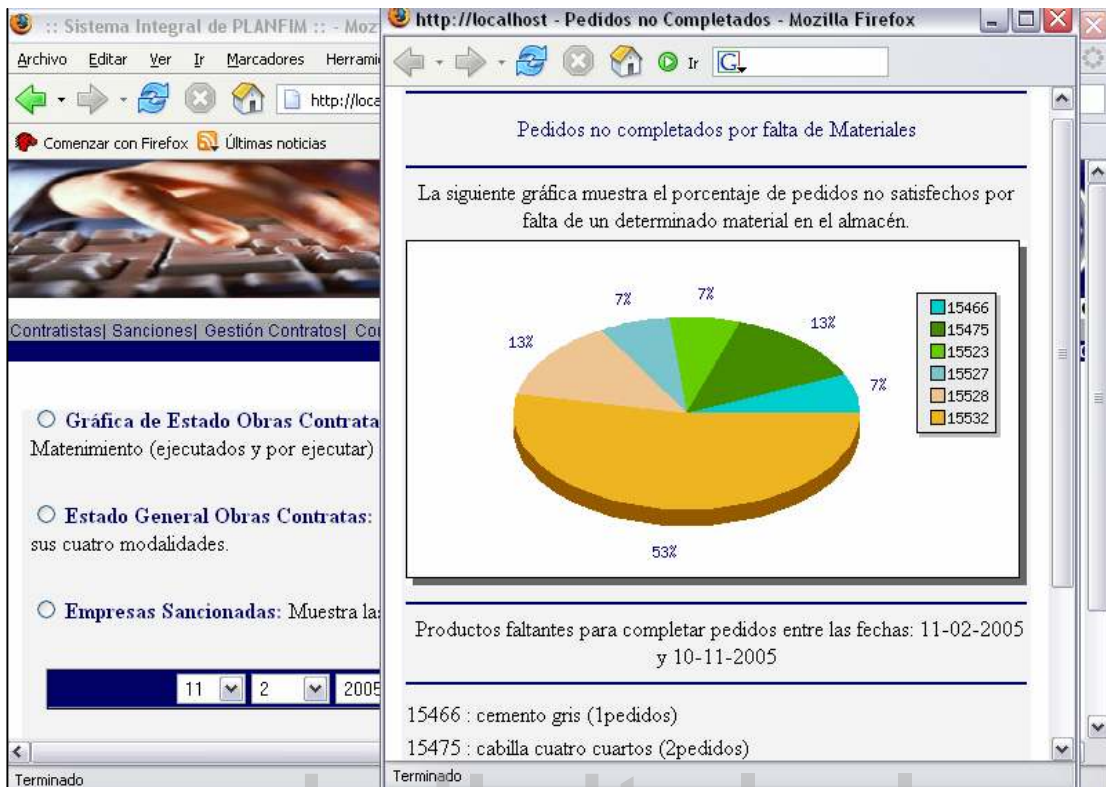 :: Sistema Integral de PLANFIM :: - Moz
Archivo Editar Ver Ir Marcadores Herrami
http://loca
Comenzar con Firefox Últimas noticias
Contratistas| Sanciones| Gestión Contratos| Co
Gráfica de Estado Obras Contrata
Matenimiento (ejecutados y por ejecutar)
Estado General Obras Contratas:
sus cuatro modalidades.
Empresas Sancionadas: Muestra la
11 2 2005
Terminado
http://localhost - Pedidos no Completados - Mozilla Firefox
Ir G
Pedidos no completados por falta de Materiales
La siguiente gráfica muestra el porcentaje de pedidos no satisfechos por
falta de un determinado material en el almacén.
7% 7%
13% 13%
7%
53%
15466
15475
15523
15527
15528
15532
Productos faltantes para completar pedidos entre las fechas: 11-02-2005
y 10-11-2005
15466 : cemento gris (1pedidos)
15475 : cabilla cuatro cuartos (2pedidos)
Terminado